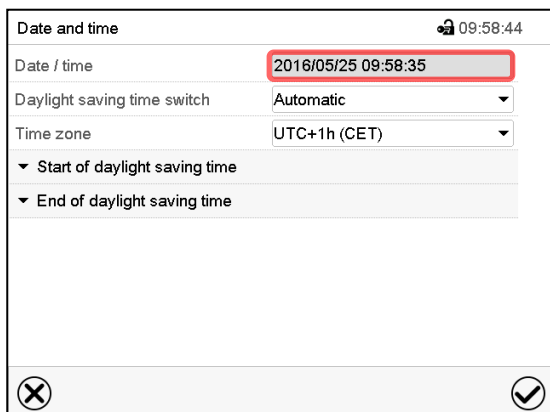 Date and time 09:58:44
Date / time 2016/05/25 09:58:35
Daylight saving time switch Automatic
Time zone UTC+1h (CET)
Start of daylight saving time
End of daylight saving time